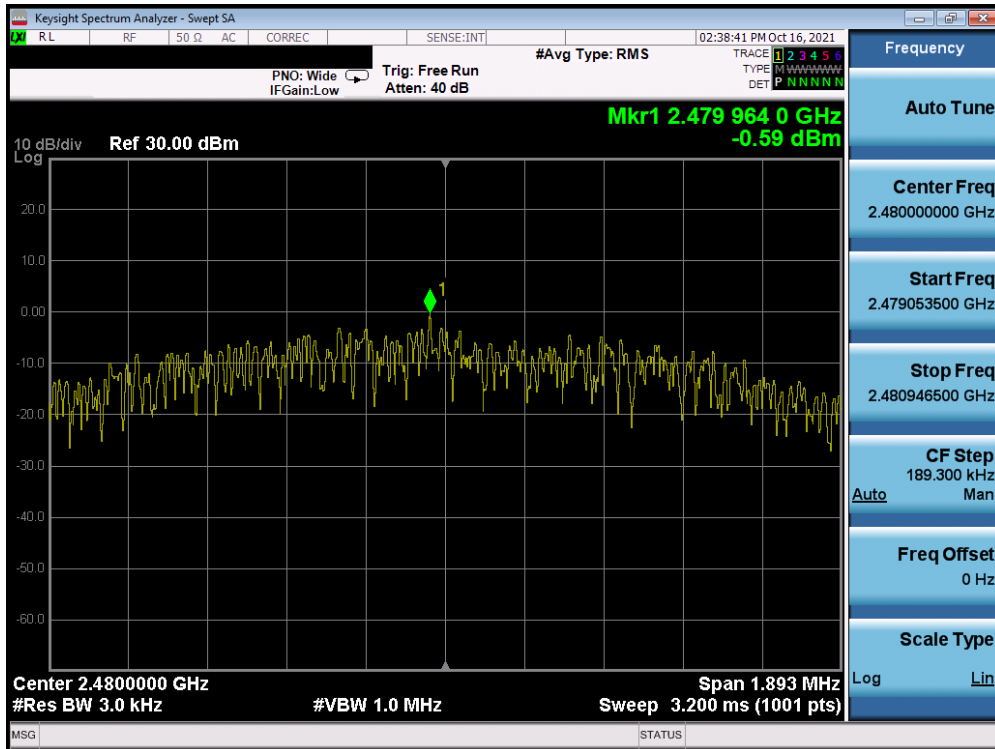 Keysight Spectrum Analyzer - Swept SA
LXI RL RF 50 Ω AC CORREC SENSE:INT 02:38:41 PM Oct 16, 2021
#Avg Type: RMS
TRACE 1 2 3 4 5 6
PNO: Wide Trig: Free Run
TYPE M WWWWW
IFGain:Low Atten: 40 dB
DET P N N N N N
Mkr1 2.479 964 0 GHz
-0.59 dBm
10 dB/div Ref 30.00 dBm
Log
1
20.0
10.0
0.00
-10.0
-20.0
-30.0
-40.0
-50.0
-60.0
Center 2.4800000 GHz Span 1.893 MHz
#Res BW 3.0 kHz #VBW 1.0 MHz Sweep 3.200 ms (1001 pts)
MSG STATUS
Frequency
Auto Tune
Center Freq
2.480000000 GHz
Start Freq
2.479053500 GHz
Stop Freq
2.480946500 GHz
CF Step
189.300 kHz
Auto Man
Freq Offset
0 Hz
Scale Type
Log Lin